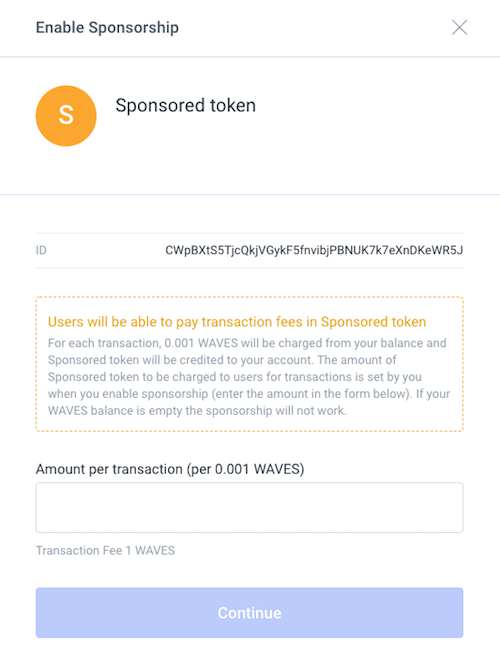 Enable Sponsorship
S
Sponsored token
ID
CWpBXtS5TjcQkjVGykF5fnvibjPBNUK7k7eXnDKeWR5J
Users will be able to pay transaction fees in Sponsored token
For each transaction, 0.001 WAVES will be charged from your balance and
Sponsored token will be credited to your account. The amount of
Sponsored token to be charged to users for transactions is set by you
when you enable sponsorship (enter the amount in the form below). If your
WAVES balance is empty the sponsorship will not work.
Amount per transaction (per 0.001 WAVES)
Transaction Fee 1 WAVES
Continue